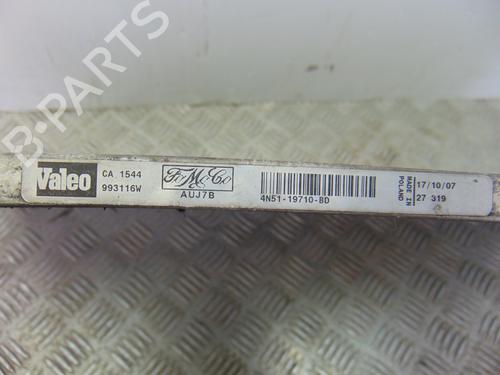 Valeo
CA 1544
993116W
FoMoCo
AUJ7B
4N51-19710-BD
MADE IN
POLAND
17/10/07
27 319
B-PARTS